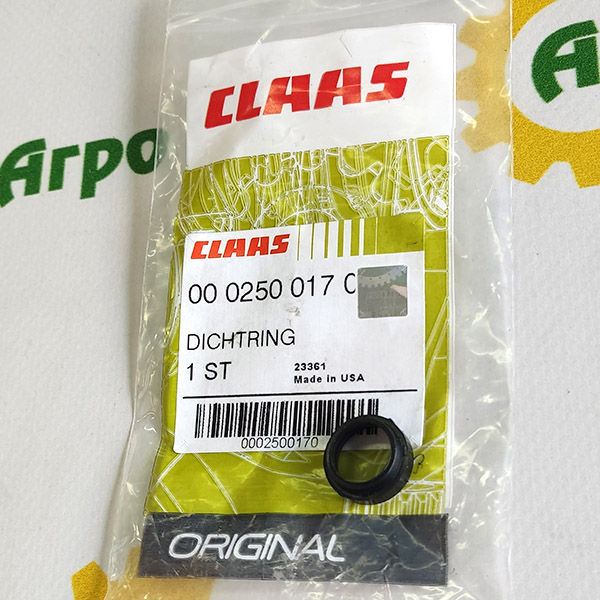 CLAAS
Агро
А
CLAAS
00 0250 017 0
DICHTRING
1 ST
23361
Made in USA
0002500170
ORIGINAL